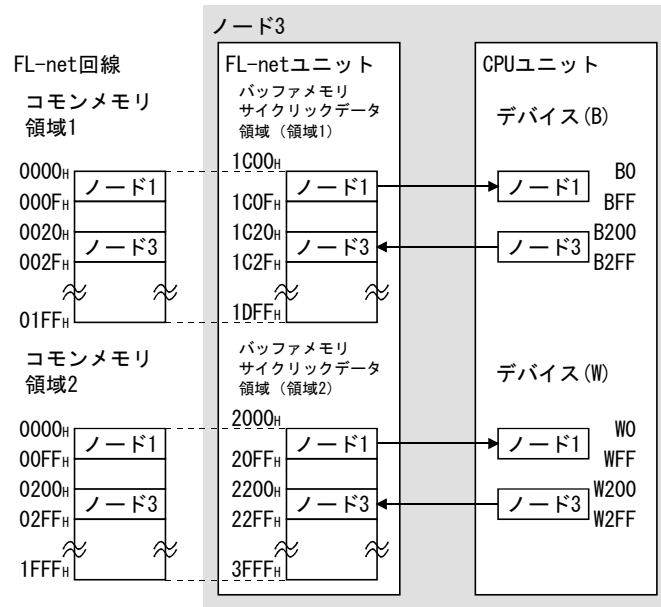 ノード3
FL-net回線
FL-netユニット
CPUユニット
コモンメモリ
領域1
バッファメモリ
サイクリックデータ
領域（領域1）
デバイス(B)
0000H
ノード1
000FH
0020H
ノード3
002FH
01FFH
1C00H
ノード1
1C0FH
1C20H
ノード3
1C2FH
1DFFH
ノード1
B0
BFF
ノード3
B200
B2FF
コモンメモリ
領域2
バッファメモリ
サイクリックデータ
領域（領域2）
デバイス(W)
0000H
ノード1
00FFH
0200H
ノード3
02FFH
1FFFH
2000H
ノード1
20FFH
2200H
ノード3
22FFH
3FFFH
ノード1
W0
WFF
ノード3
W200
W2FF